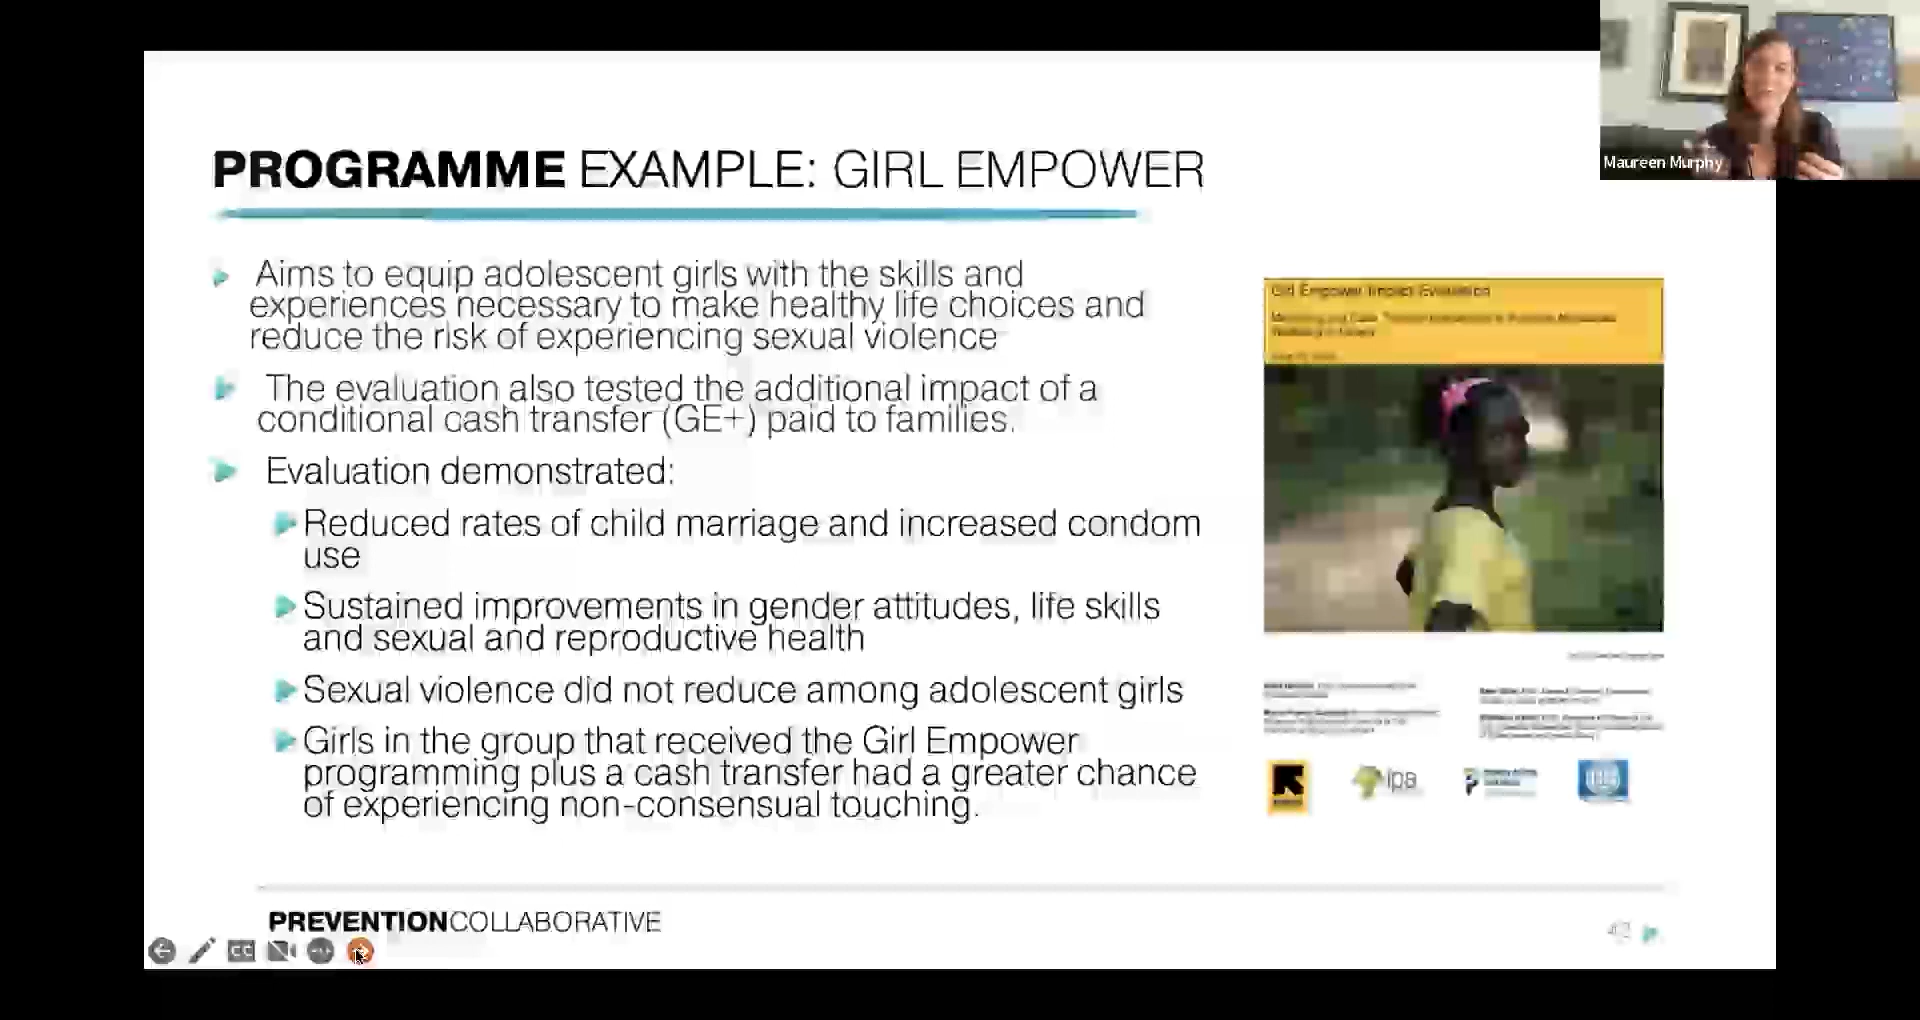 Maureen Murphy
PROGRAMME EXAMPLE: GIRL EMPOWER
Aims to equip adolescent girls with the skills and
experiences necessary to make healthy life choices and
reduce the risk of experiencing sexual violence
The evaluation also tested the additional impact of a
conditional cash transfer (GE+) paid to families.
Evaluation demonstrated:
Reduced rates of child marriage and increased condom
use
Sustained improvements in gender attitudes, life skills
and sexual and reproductive health
Sexual violence did not reduce among adolescent girls
Girls in the group that received the Girl Empower
programming plus a cash transfer had a greater chance
of experiencing non-consensual touching.
Girl Empower Impact Evaluation
ipa
PREVENTIONCOLLABORATIVE
CC